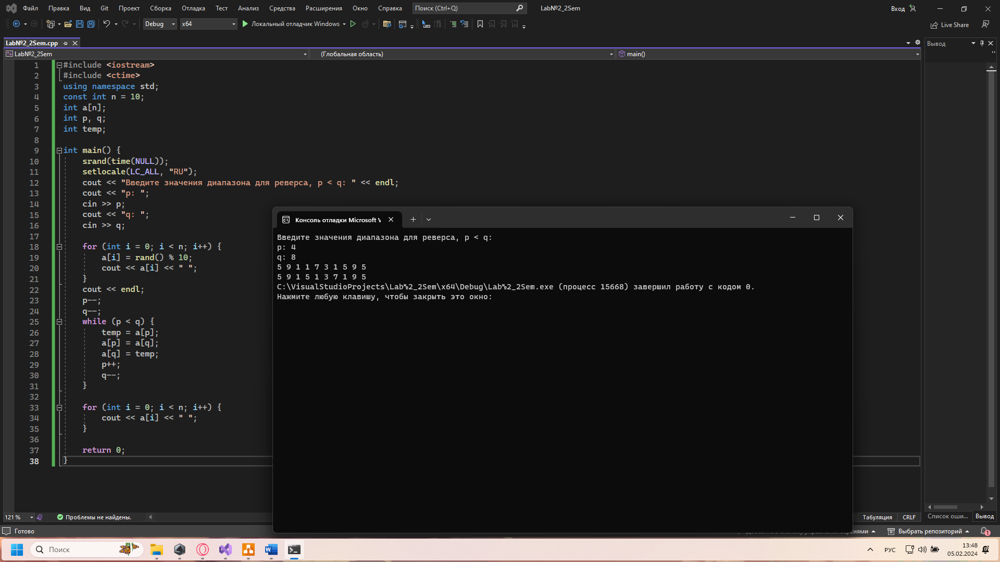 Файл Правка Вид Git Проект Сборка Отладка Тест Анализ Средства Расширения Окно Справка Поиск (Ctrl+Q) Lab№2_2Sem Вход
Debug x64 Локальный отладчик Windows Live Share
Lab№2_2Sem.cpp Вывод
Lab№2_2Sem (Глобальная область) main()
1 #include <iostream>
2 #include <ctime>
3 using namespace std;
4 const int n = 10;
5 int a[n];
6 int p, q;
7 int temp;
8
9 int main() {
10 srand(time(NULL));
11 setlocale(LC_ALL, "RU");
12 cout << "Введите значения диапазона для реверса, p < q: " << endl;
13 cout << "p: ";
14 cin >> p;
15 cout << "q: ";
16 cin >> q;
17
18 for (int i = 0; i < n; i++) {
19 a[i] = rand() % 10;
20 cout << a[i] << " ";
21 }
22 cout << endl;
23 p--;
24 q--;
25 while (p < q) {
26 temp = a[p];
27 a[p] = a[q];
28 a[q] = temp;
29 p++;
30 q--;
31 }
32
33 for (int i = 0; i < n; i++) {
34 cout << a[i] << " ";
35 }
36
37 return 0;
38 }
Консоль отладки Microsoft V
Введите значения диапазона для реверса, p < q:
p: 4
q: 8
5 9 1 1 7 3 1 5 9 5
5 9 1 5 1 3 7 1 9 5
C:\VisualStudioProjects\Lab%2_2Sem\x64\Debug\Lab%2_2Sem.exe (процесс 15668) завершил работу с кодом 0.
Нажмите любую клавишу, чтобы закрыть это окно:
121 % Проблемы не найдены. Табуляция CRLF Список оши... Вывод
Готово Выбрать репозиторий 1
Поиск РУС 13:48
05.02.2024